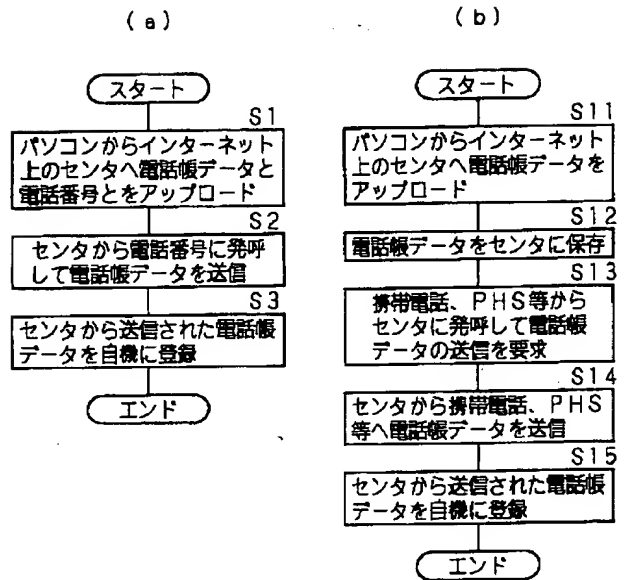 (a)
スタート
S1
パソコンからインターネット
上のセンタへ電話帳データと
電話番号とをアップロード
S2
センタから電話番号に発呼
して電話帳データを送信
S3
センタから送信された電話帳
データを自機に登録
エンド
(b)
スタート
S11
パソコンからインターネット
上のセンタへ電話帳データを
アップロード
S12
電話帳データをセンタに保存
S13
携帯電話、PHS等から
センタに発呼して電話帳
データの送信を要求
S14
センタから携帯電話、PHS
等へ電話帳データを送信
S15
センタから送信された電話帳
データを自機に登録
エンド